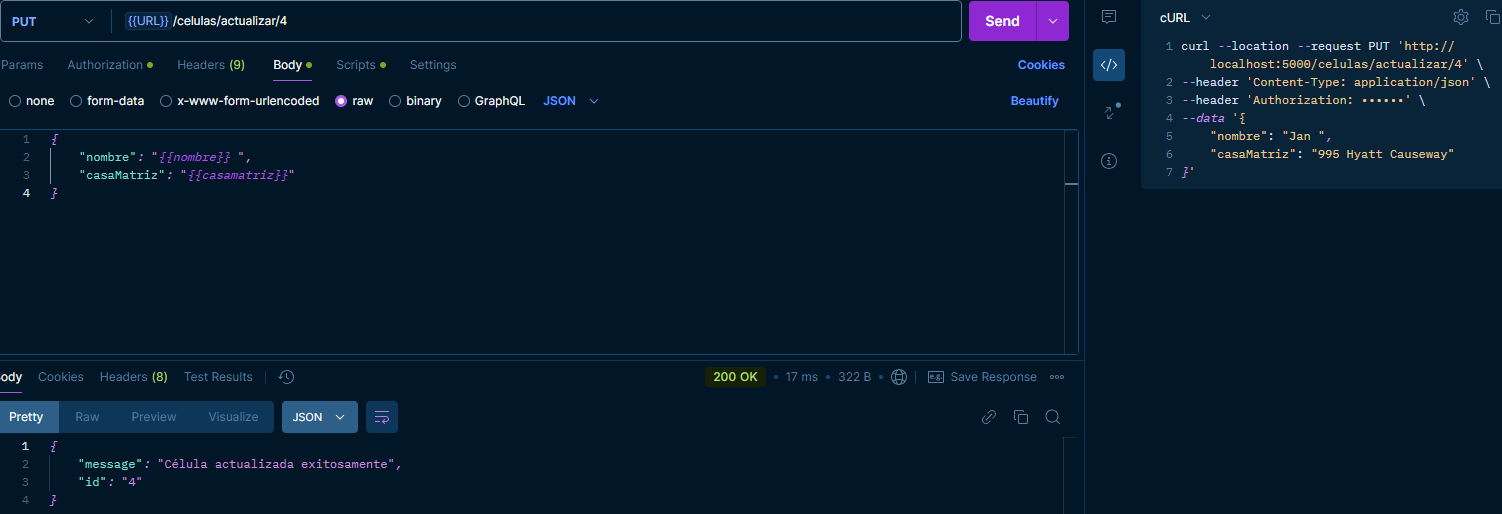 PUT {{URL}}/celulas/actualizar/4 Send
Params Authorization Headers (9) Body Scripts Settings Cookies
none form-data x-www-form-urlencoded raw binary GraphQL JSON Beautify
1 {
2 "nombre": "{{nombre}} ",
3 "casaMatriz": "{{casamatriz}}"
4 }
ody Cookies Headers (8) Test Results 200 OK • 17 ms • 322 B • e.g. Save Response
Pretty Raw Preview Visualize JSON
1 {
2 "message": "Célula actualizada exitosamente",
3 "id": "4"
4 }
cURL
1 curl --location --request PUT 'http://
localhost:5000/celulas/actualizar/4' \
2 --header 'Content-Type: application/json' \
3 --header 'Authorization: ••••••' \
4 --data '{
5 "nombre": "Jan ",
6 "casaMatriz": "995 Hyatt Causeway"
7 }'